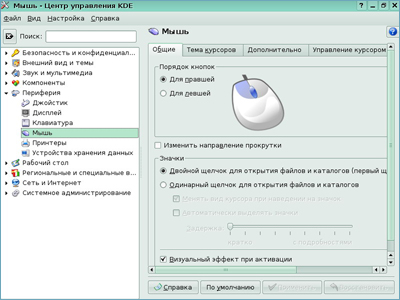 Мышь - Центр управления KDE
Файл Вид Настройка Справка
Поиск:
Безопасность и конфиденциал...
Внешний вид и темы
Звук и мультимедиа
Компоненты
Периферия
Джойстик
Дисплей
Клавиатура
Мышь
Принтеры
Устройства хранения данных
Рабочий стол
Региональные и специальные в...
Сеть и Интернет
Системное администрирование
Мышь
Общие Тема курсоров Дополнительно Управление курсором
Порядок кнопок
Для правшей
Для левшей
Изменить направление прокрутки
Значки
Двойной щелчок для открытия файлов и каталогов (первый щ
Одинарный щелчок для открытия файлов и каталогов
Менять вид курсора при наведении на значок
Автоматически выделять значки
Задержка:
кратко с подробностями
Визуальный эффект при активации
Справка По умолчанию